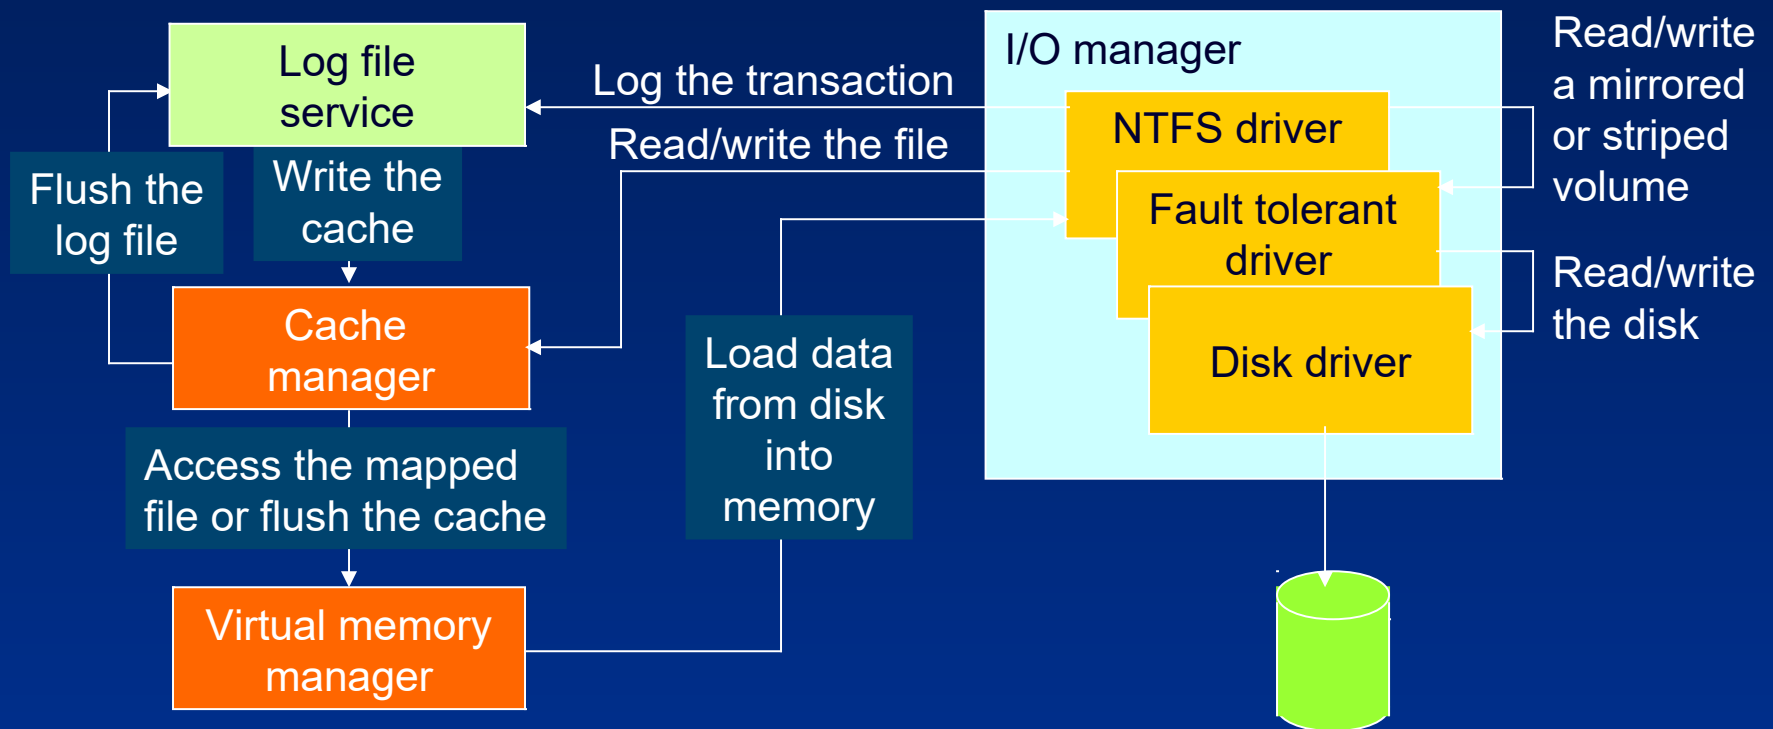 Log file
service
Log the transaction
Read/write the file
Flush the
log file
Write the
cache
Cache
manager
Access the mapped
file or flush the cache
Virtual memory
manager
Load data
from disk
into
memory
I/O manager
NTFS driver
Fault tolerant
driver
Disk driver
Read/write
a mirrored
or striped
volume
Read/write
the disk